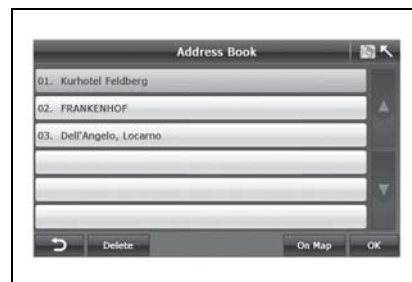 Address Book
01. Kurhotel Feldberg
02. FRANKENHOF
03. Dell'Angelo, Locarno
Delete On Map OK